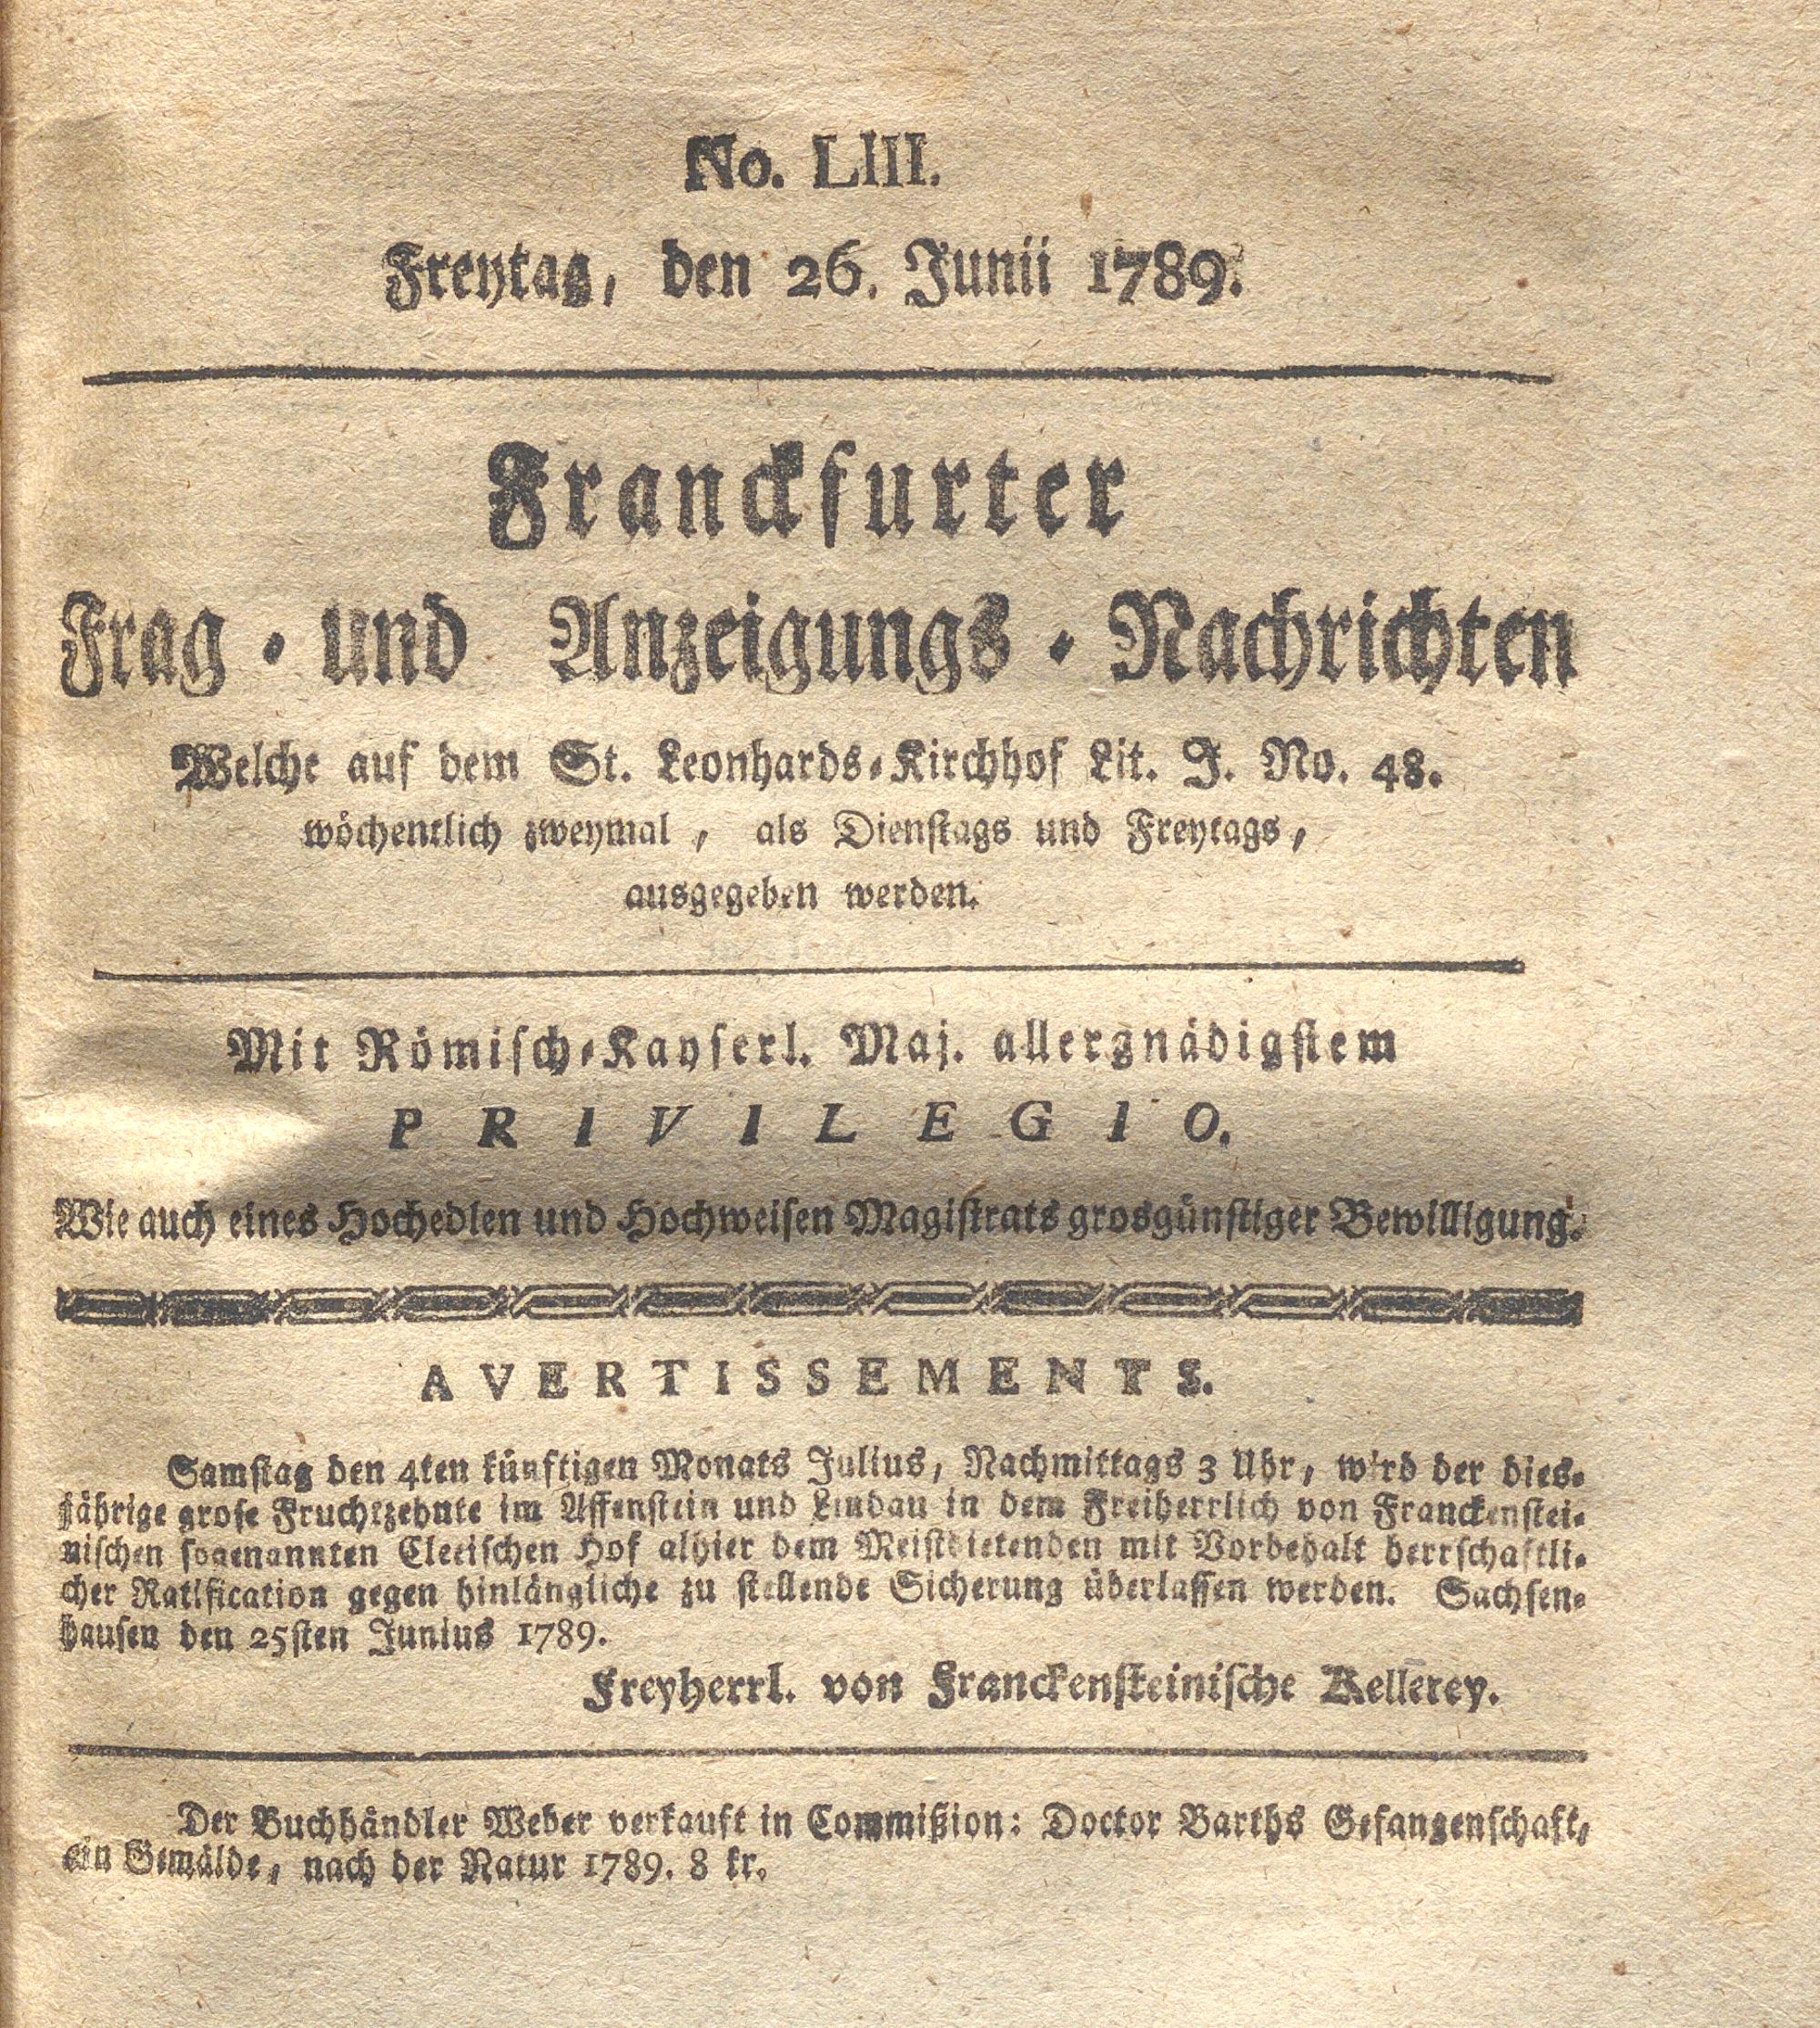 No. LIII.
Freytag, den 26. Junii 1789.
Franckfurter
Frag- und Anzeigungs-Nachrichten
Welche auf dem St. Leonhards-Kirchhof Lit. J. No. 48.
wöchentlich zweymal, als Dienstags und Freytags,
ausgegeben werden.
Mit Römisch-Kayserl. Maj. allergnädigstem
PRIVILEGIO.
Wie auch eines Hochedlen und Hochweisen Magistrats grosgünstiger Bewilligung.
AVERTISSEMENTS.
Samstag den 4ten künftigen Monats Julius, Nachmittags 3 Uhr, wird der dies-
jährige grose Fruchtzehnte im Affenstein und Lindau in dem Freiherrlich von Franckenstei-
nischen sogenannten Cleeischen Hof alhier dem Meistbietenden mit Vorbehalt herrschaftli-
cher Ratification gegen hinlängliche zu stellende Sicherung überlassen werden. Sachsen-
hausen den 25sten Junius 1789.
Freyherrl. von Franckensteinische Kellerey.
Der Buchhändler Weber verkauft in Commißion: Doctor Barths Gefangenschaft,
ein Gemälde, nach der Natur 1789. 8 kr.